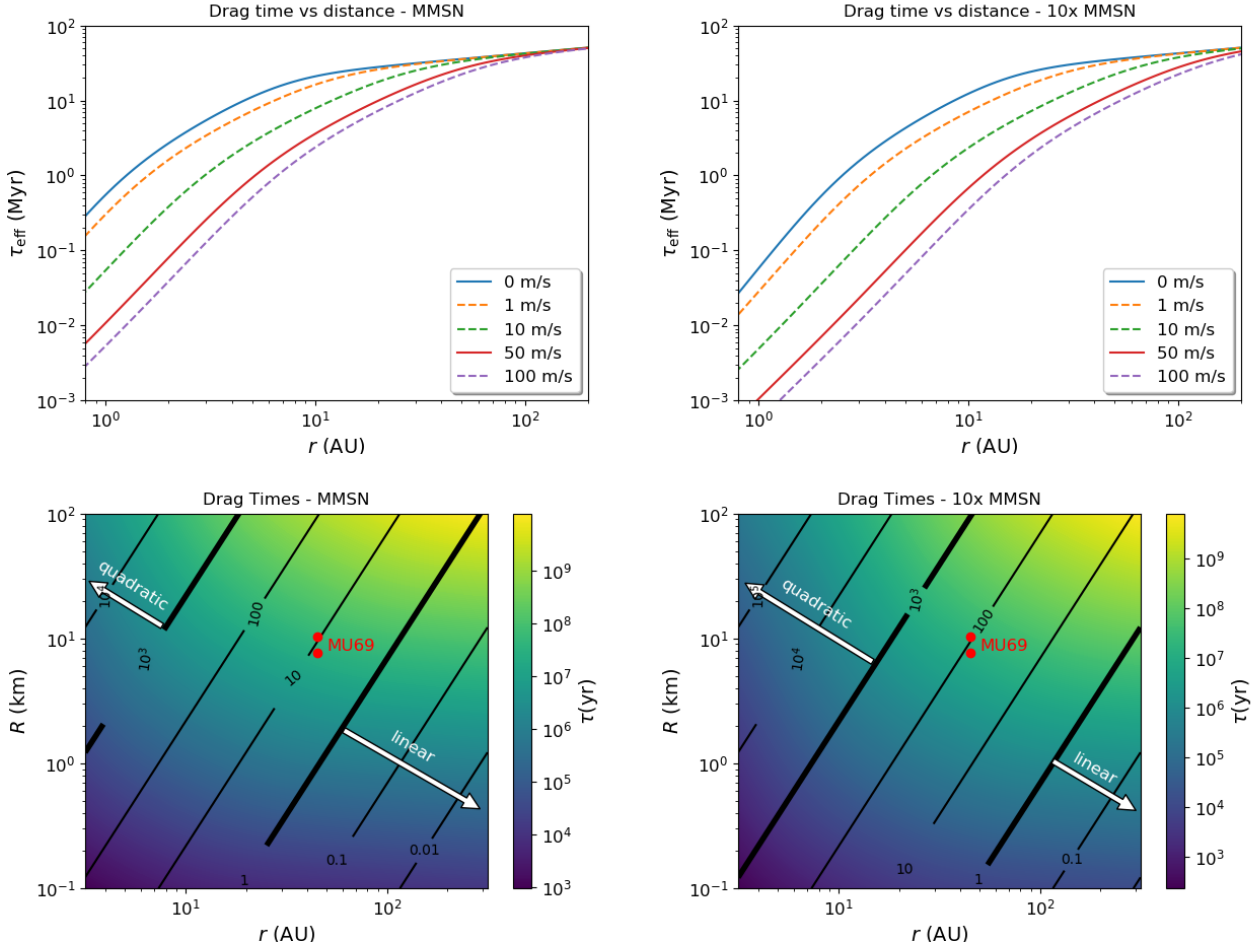 Drag time vs distance - MMSN
10²
10¹
10⁰
10⁻¹
10⁻²
10⁻³
τ_eff (Myr)
0 m/s
1 m/s
10 m/s
50 m/s
100 m/s
10⁰
10¹
10²
r (AU)
Drag time vs distance - 10x MMSN
10²
10¹
10⁰
10⁻¹
10⁻²
10⁻³
τ_eff (Myr)
0 m/s
1 m/s
10 m/s
50 m/s
100 m/s
10⁰
10¹
10²
r (AU)
Drag Times - MMSN
10²
10¹
10⁰
10⁻¹
R (km)
quadratic
10⁴
10³
100
MU69
10
linear
0.01
0.1
1
10¹
10²
r (AU)
10⁹
10⁸
10⁷
10⁶
10⁵
10⁴
10³
τ(yr)
Drag Times - 10x MMSN
10²
10¹
10⁰
10⁻¹
R (km)
quadratic
10⁵
10³
100
10⁴
MU69
linear
10
1
0.1
10¹
10²
r (AU)
10⁹
10⁸
10⁷
10⁶
10⁵
10⁴
10³
τ(yr)